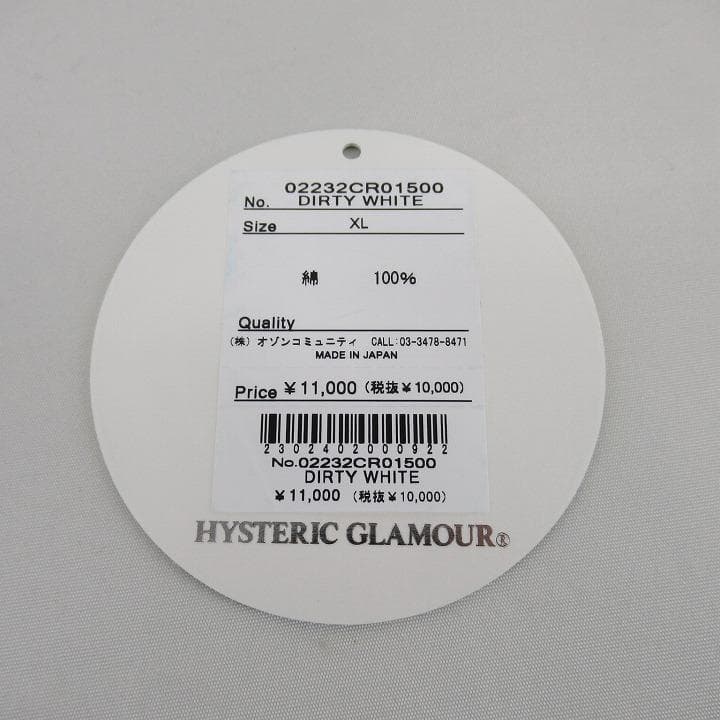 02232CR01500
No. DIRTY WHITE
Size XL
綿 100%
Quality
(株) オゾンコミュニティ CALL:03-3478-8471
MADE IN JAPAN
Price ¥11,000 (税抜¥10,000)
2302402000922
No.02232CR01500
DIRTY WHITE
¥11,000 (税抜¥10,000)
HYSTERIC GLAMOUR®